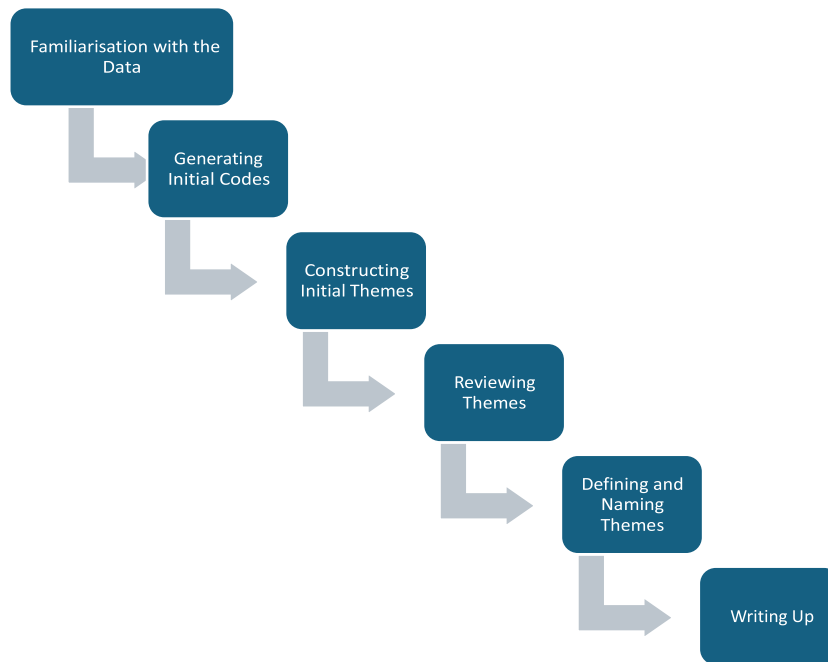 Familiarisation with the
Data
Generating
Initial Codes
Constructing
Initial Themes
Reviewing
Themes
Defining and
Naming
Themes
Writing Up